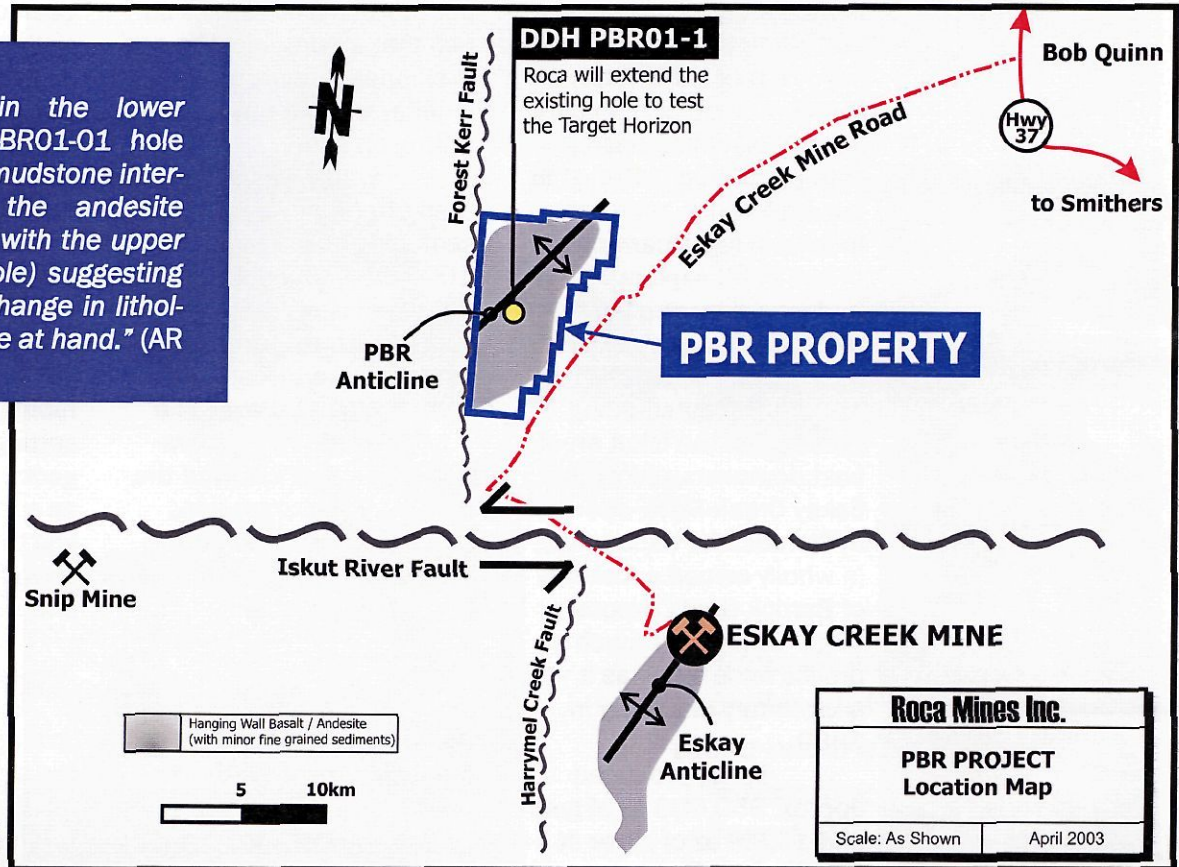 in the lower
BR01-01 hole
mudstone inter-
the andesite
with the upper
ole) suggesting
hange in lithol-
e at hand." (AR
N
DDH PBR01-1
Roca will extend the
existing hole to test
the Target Horizon
Forest Kerr Fault
Eskay Creek Mine Road
Bob Quinn
Hwy
37
to Smithers
PBR
Anticline
PBR PROPERTY
Iskut River Fault
Snip Mine
Harrymel Creek Fault
ESKAY CREEK MINE
Eskay
Anticline
Hanging Wall Basalt / Andesite
(with minor fine grained sediments)
5 10km
Roca Mines Inc.
PBR PROJECT
Location Map
Scale: As Shown April 2003